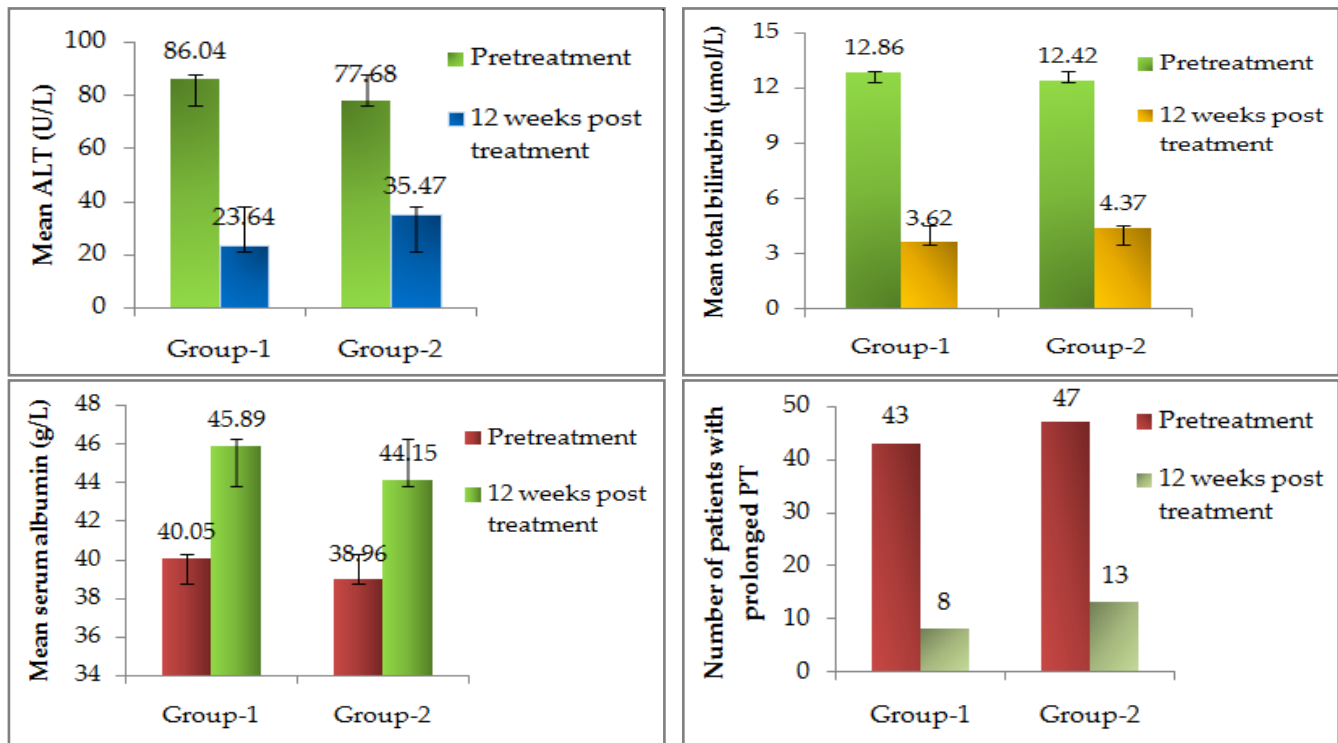 Mean ALT (U/L)
100
80
60
40
20
0
86.04
23.64
77.68
35.47
Group-1
Group-2
Pretreatment
12 weeks post
treatment
Mean total bilirubin (µmol/L)
15
12
9
6
3
0
12.86
3.62
12.42
4.37
Group-1
Group-2
Pretreatment
12 weeks post
treatment
Mean serum albumin (g/L)
48
46
44
42
40
38
36
34
40.05
45.89
38.96
44.15
Group-1
Group-2
Pretreatment
12 weeks post
treatment
Number of patients with
prolonged PT
50
40
30
20
10
0
43
8
47
13
Group-1
Group-2
Pretreatment
12 weeks post
treatment